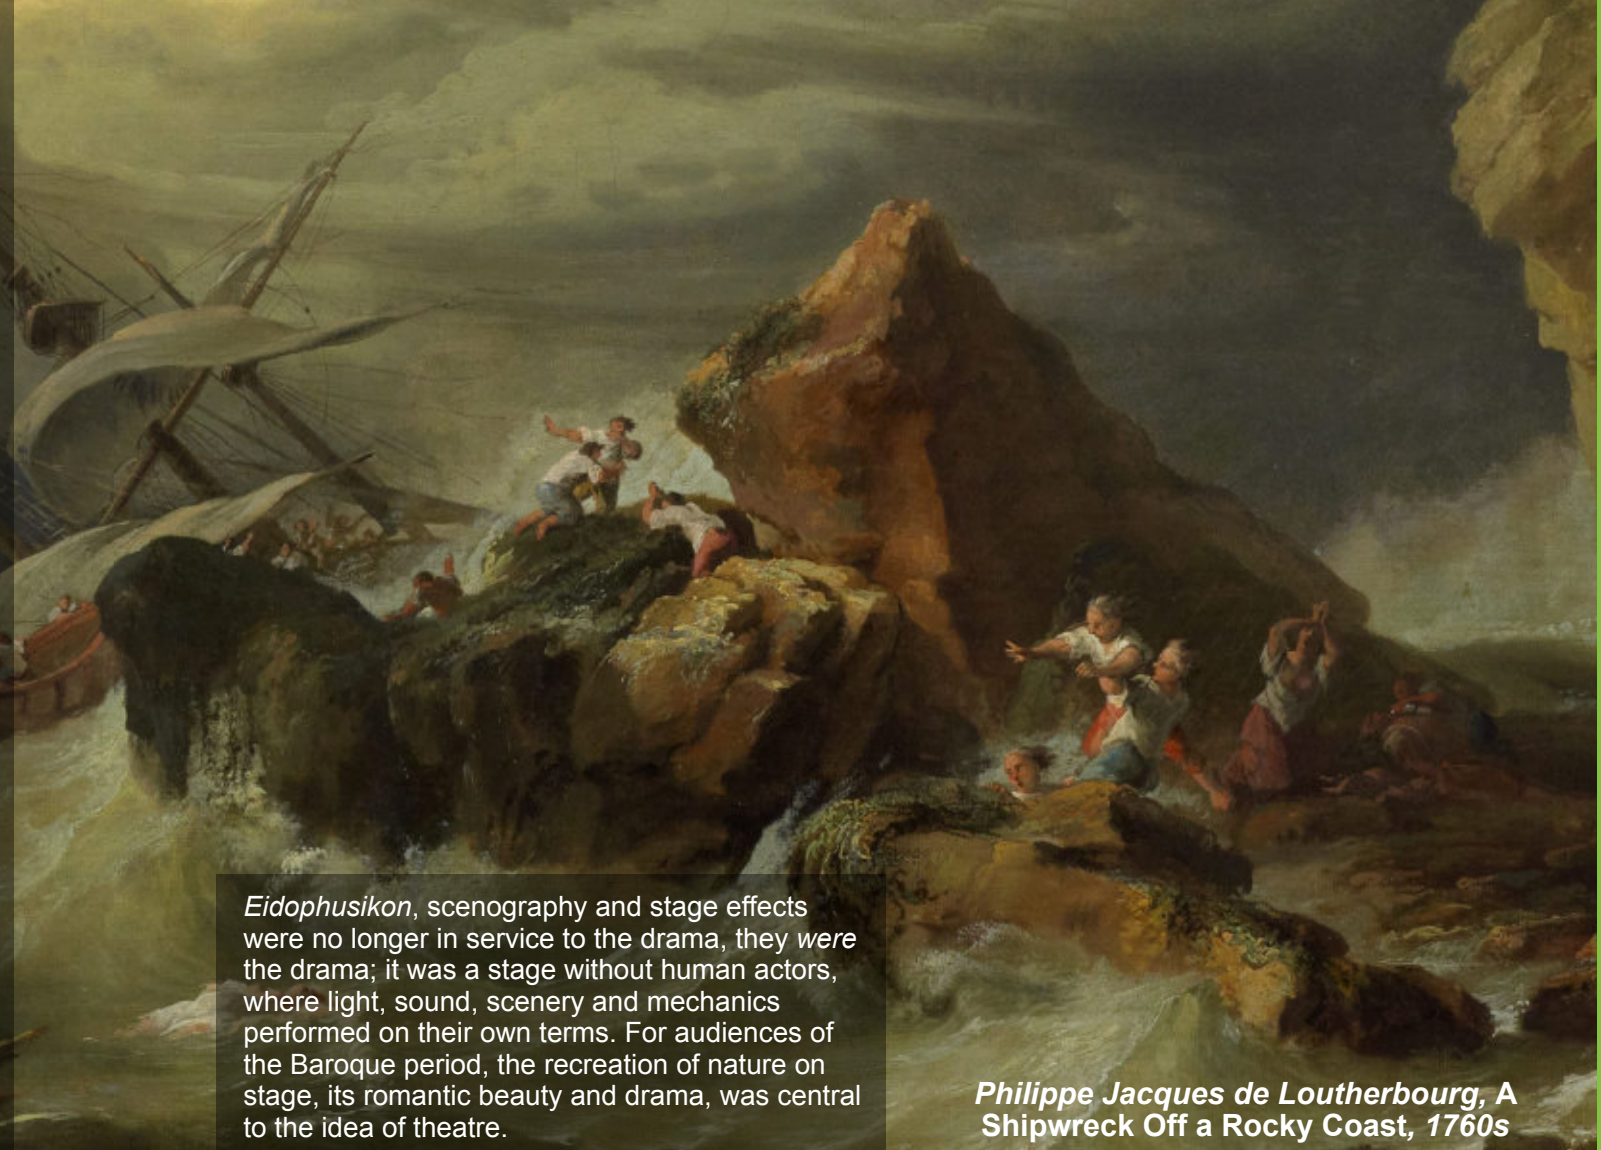 Eidophusikon, scenography and stage effects
were no longer in service to the drama, they were
the drama; it was a stage without human actors,
where light, sound, scenery and mechanics
performed on their own terms. For audiences of
the Baroque period, the recreation of nature on
stage, its romantic beauty and drama, was central
to the idea of theatre.
Philippe Jacques de Loutherbourg, A
Shipwreck Off a Rocky Coast, 1760s